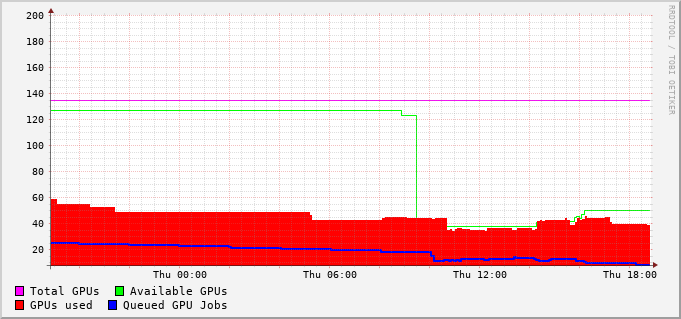 200
180
160
140
120
100
80
60
40
20
Thu 00:00 Thu 06:00 Thu 12:00 Thu 18:00
Total GPUs Available GPUs
GPUs used Queued GPU Jobs
RRDTOOL / TOBI OETIKER